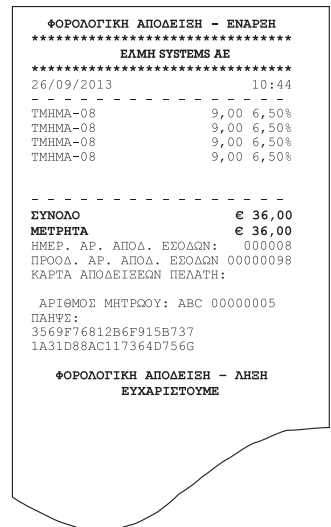 ΦΟΡΟΛΟΓΙΚΗ ΑΠΟΔΕΙΞΗ - ΕΝΑΡΞΗ
********************************
ΕΛΜΗ SYSTEMS AE
********************************
26/09/2013 10:44
- - - - - - - - - - - - - - - -
ΤΜΗΜΑ-08 9,00 6,50%
ΤΜΗΜΑ-08 9,00 6,50%
ΤΜΗΜΑ-08 9,00 6,50%
ΤΜΗΜΑ-08 9,00 6,50%
- - - - - - - - - - - - - - - -
ΣΥΝΟΛΟ € 36,00
ΜΕΤΡΗΤΑ € 36,00
ΗΜΕΡ. ΑΡ. ΑΠΟΔ. ΕΣΟΔΩΝ: 000008
ΠΡΟΟΔ. ΑΡ. ΑΠΟΔ. ΕΣΟΔΩΝ 00000098
ΚΑΡΤΑ ΑΠΟΔΕΙΞΕΩΝ ΠΕΛΑΤΗ:
ΑΡΙΘΜΟΣ ΜΗΤΡΩΟΥ: ABC 00000005
ΠΑΗΨΣ:
3569F76812B6F915B737
1A31D88AC117364D756G
ΦΟΡΟΛΟΓΙΚΗ ΑΠΟΔΕΙΞΗ – ΛΗΞΗ
ΕΥΧΑΡΙΣΤΟΥΜΕ